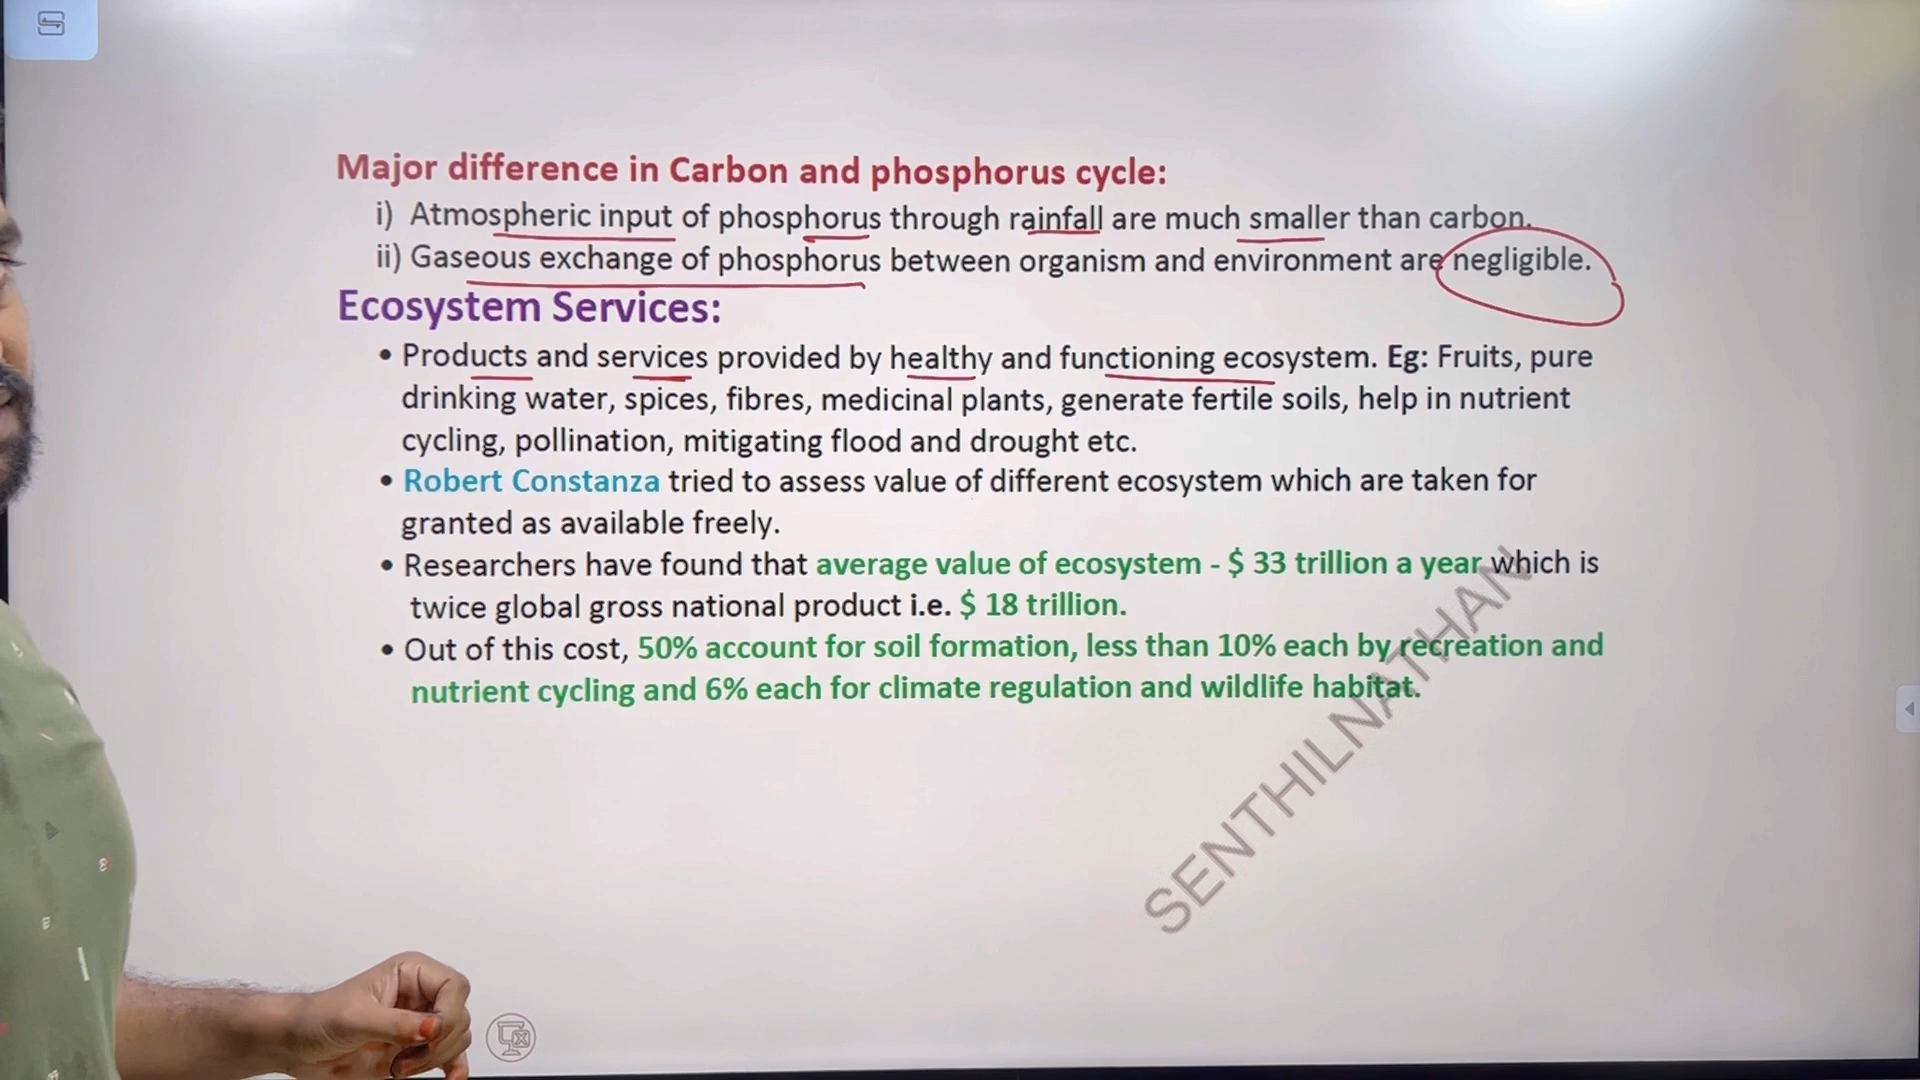 Major difference in Carbon and phosphorus cycle:
i) Atmospheric input of phosphorus through rainfall are much smaller than carbon.
ii) Gaseous exchange of phosphorus between organism and environment are negligible.
Ecosystem Services:
• Products and services provided by healthy and functioning ecosystem. Eg: Fruits, pure
drinking water, spices, fibres, medicinal plants, generate fertile soils, help in nutrient
cycling, pollination, mitigating flood and drought etc.
• Robert Constanza tried to assess value of different ecosystem which are taken for
granted as available freely.
• Researchers have found that average value of ecosystem - $ 33 trillion a year which is
twice global gross national product i.e. $ 18 trillion.
• Out of this cost, 50% account for soil formation, less than 10% each by recreation and
nutrient cycling and 6% each for climate regulation and wildlife habitat.
SENTHILNATHAN